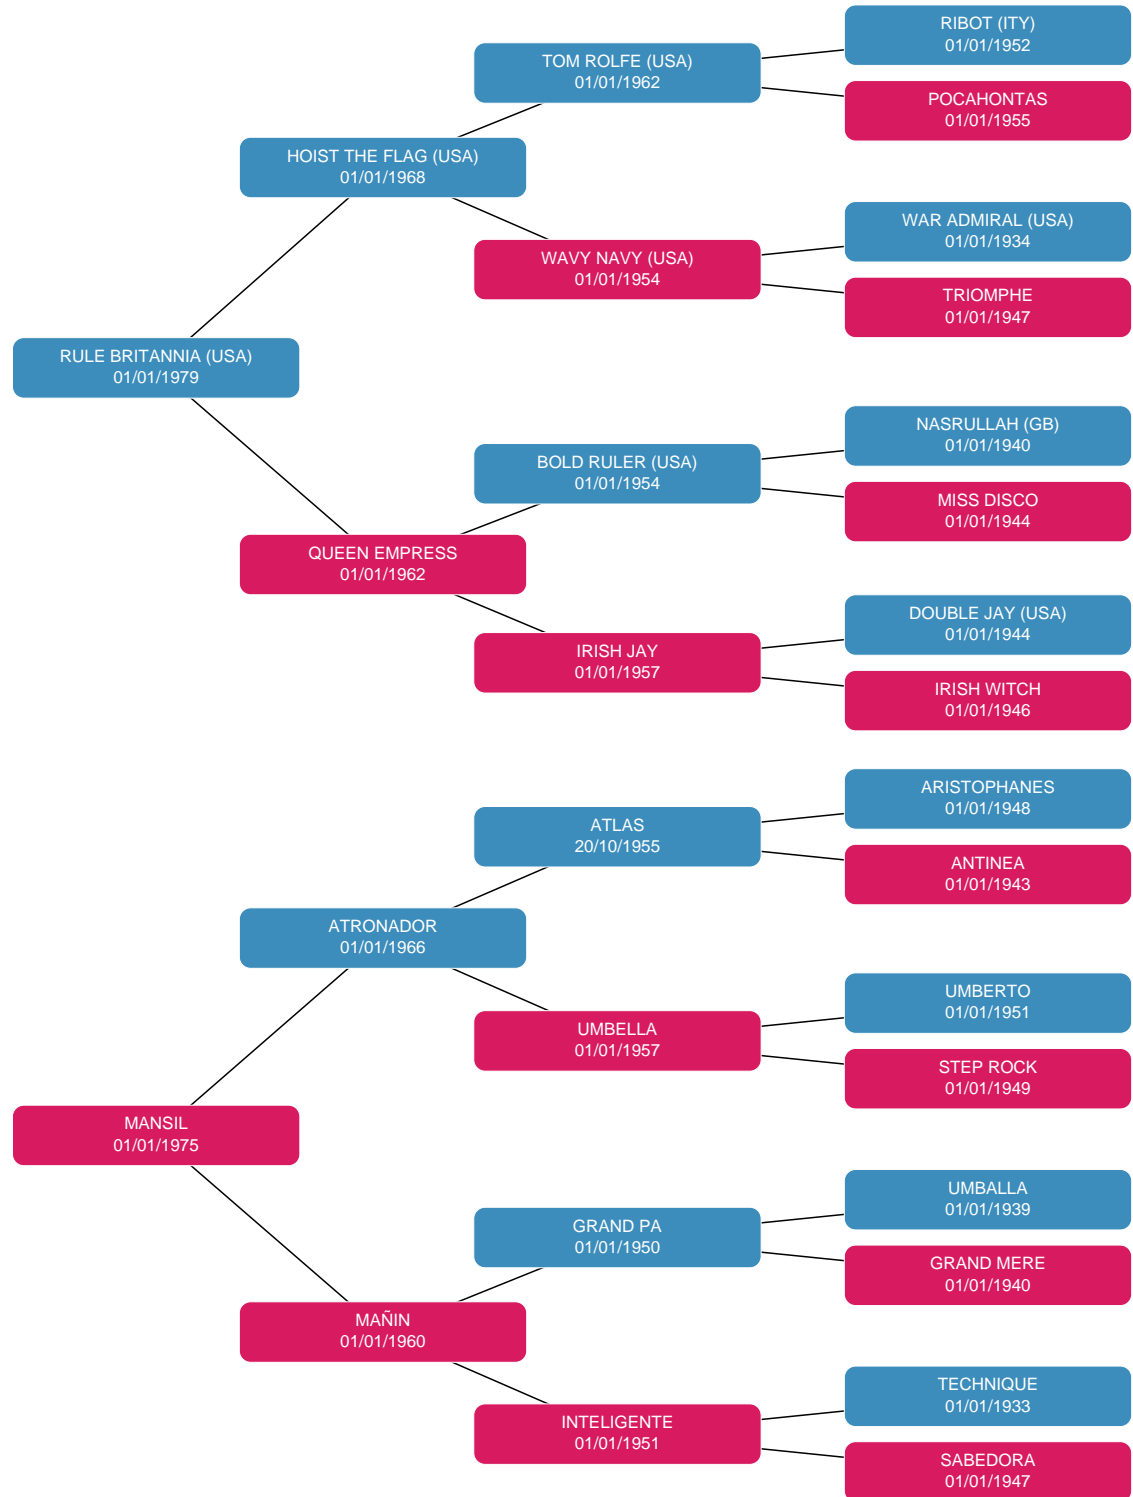 RIBOT (ITY)
01/01/1952
TOM ROLFE (USA)
01/01/1962
POCAHONTAS
01/01/1955
HOIST THE FLAG (USA)
01/01/1968
WAR ADMIRAL (USA)
01/01/1934
WAVY NAVY (USA)
01/01/1954
TRIOMPHE
01/01/1947
RULE BRITANNIA (USA)
01/01/1979
NASRULLAH (GB)
01/01/1940
BOLD RULER (USA)
01/01/1954
MISS DISCO
01/01/1944
QUEEN EMPRESS
01/01/1962
DOUBLE JAY (USA)
01/01/1944
IRISH JAY
01/01/1957
IRISH WITCH
01/01/1946
ARISTOPHANES
01/01/1948
ATLAS
20/10/1955
ANTINEA
01/01/1943
ATRONADOR
01/01/1966
UMBERTO
01/01/1951
UMBELLA
01/01/1957
STEP ROCK
01/01/1949
MANSIL
01/01/1975
UMBALLA
01/01/1939
GRAND PA
01/01/1950
GRAND MERE
01/01/1940
MAÑIN
01/01/1960
TECHNIQUE
01/01/1933
INTELIGENTE
01/01/1951
SABEDORA
01/01/1947